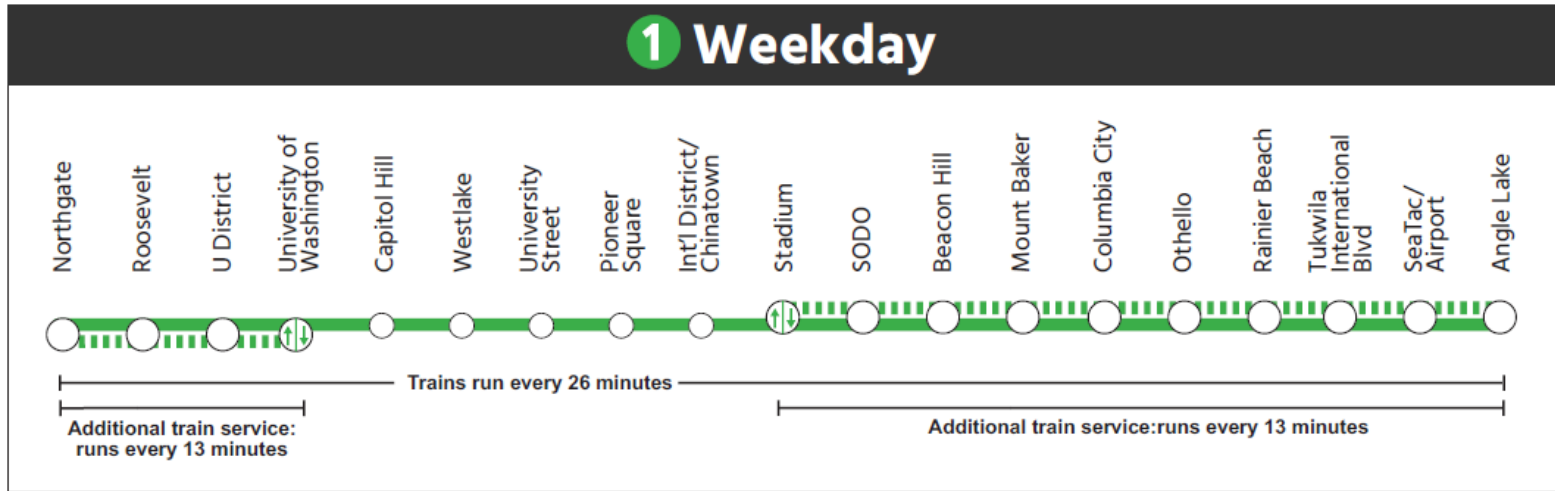 1 Weekday
Northgate
Roosevelt
U District
University of
Washington
Capitol Hill
Westlake
University
Street
Pioneer
Square
Int'l District/
Chinatown
Stadium
SODO
Beacon Hill
Mount Baker
Columbia City
Othello
Rainier Beach
Tukwila
International
Blvd
SeaTac/
Airport
Angle Lake
Trains run every 26 minutes
Additional train service:
runs every 13 minutes
Additional train service:runs every 13 minutes